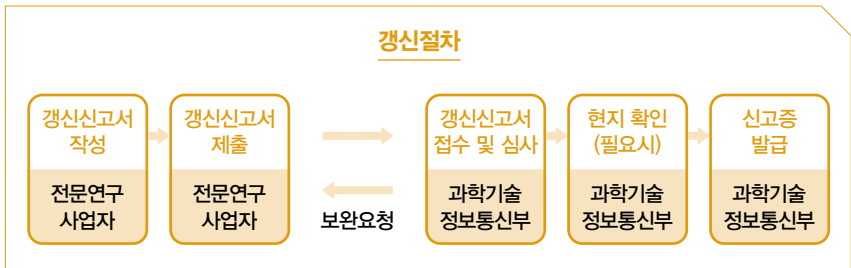 갱신절차
갱신신고서
작성
전문연구
사업자
갱신신고서
제출
전문연구
사업자
보완요청
갱신신고서
접수 및 심사
과학기술
정보통신부
현지 확인
(필요시)
과학기술
정보통신부
신고증
발급
과학기술
정보통신부